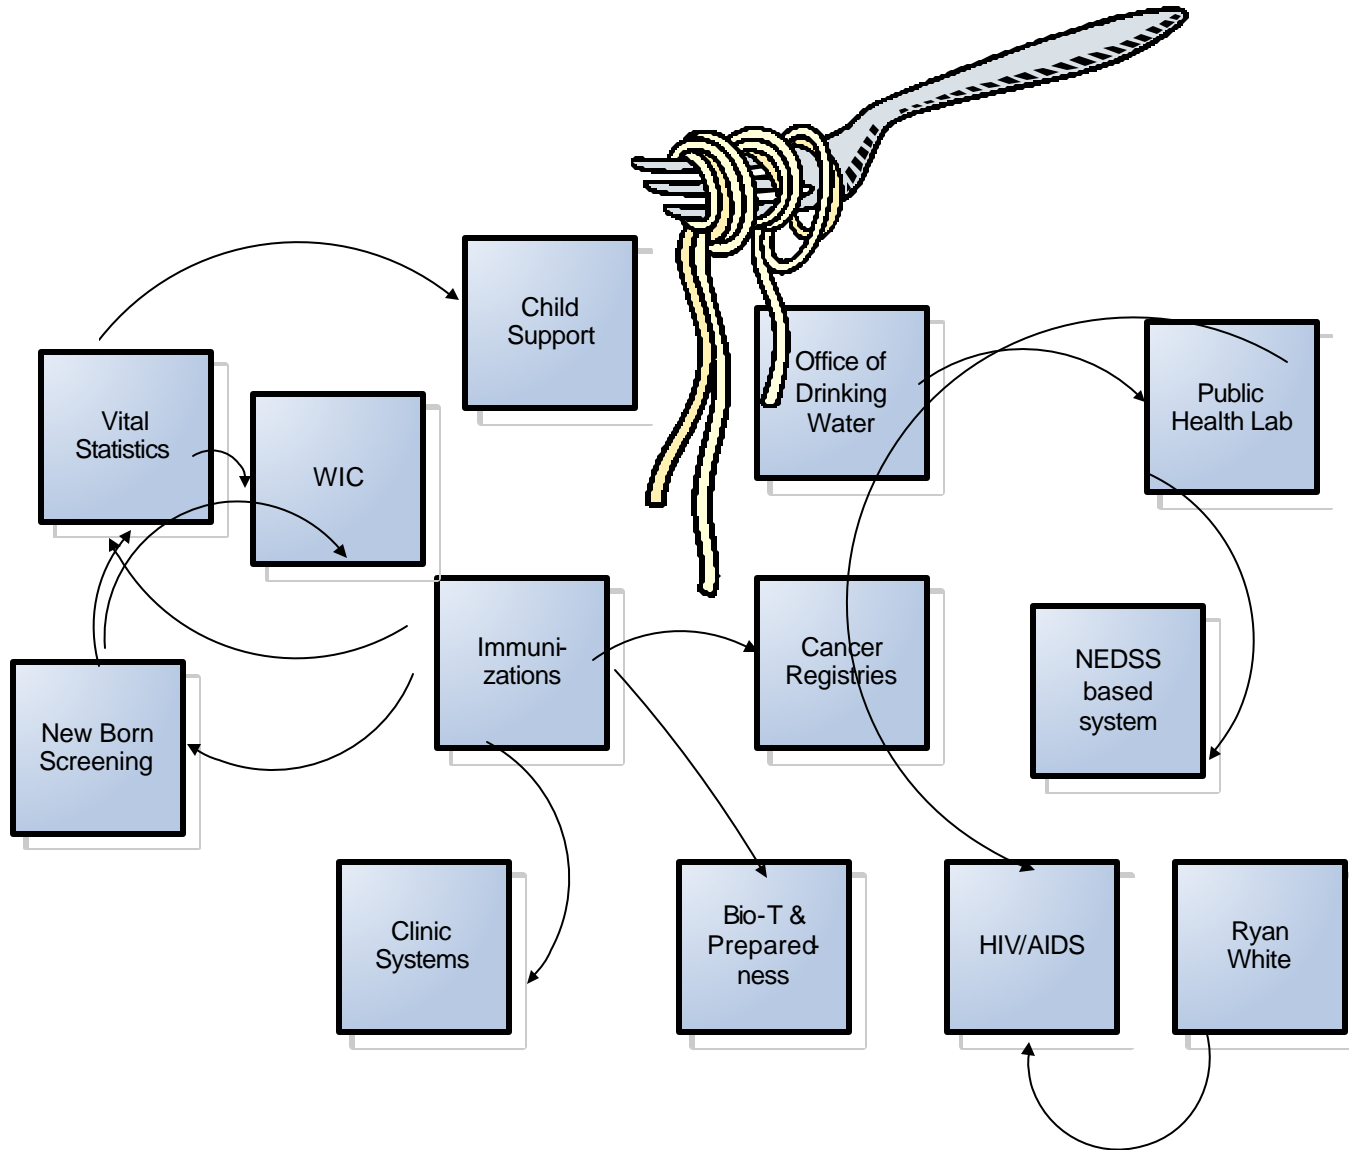 Child
Support
Office of
Drinking
Water
Public
Health Lab
Vital
Statistics
WIC
Immuni-
zations
Cancer
Registries
NEDSS
based
system
New Born
Screening
Clinic
Systems
Bio-T &
Prepared-
ness
HIV/AIDS
Ryan
White